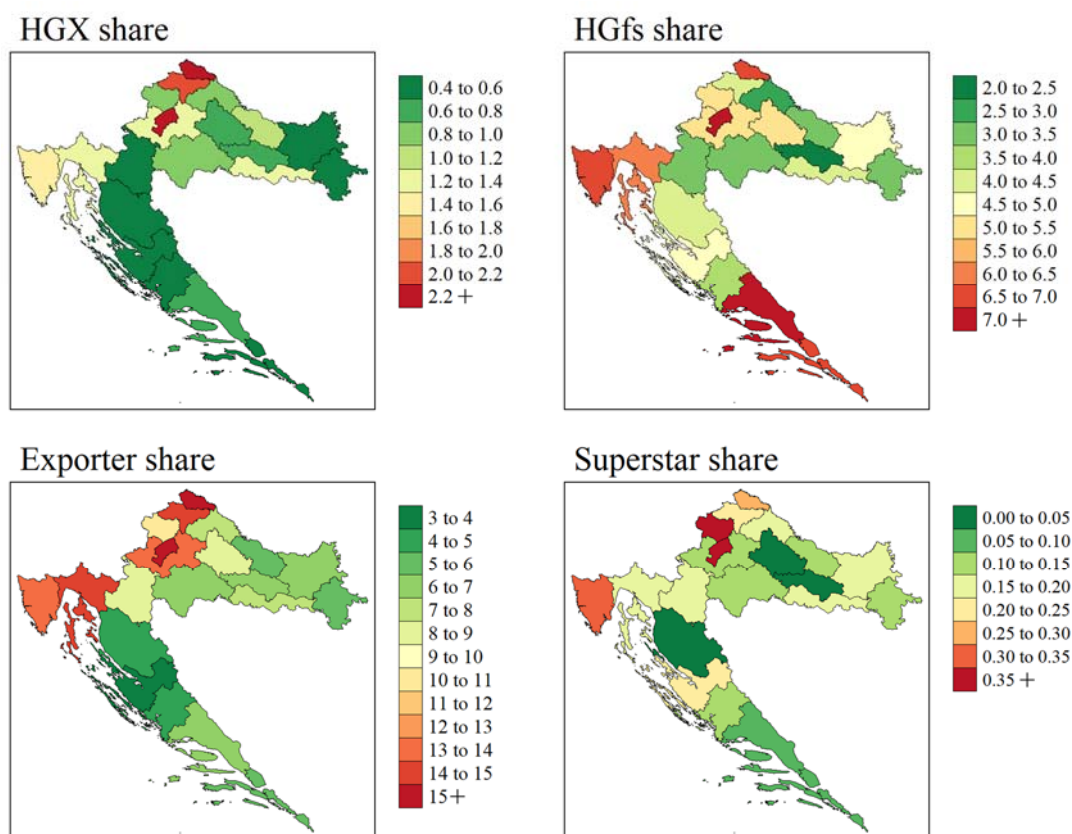 HGX share
0.4 to 0.6
0.6 to 0.8
0.8 to 1.0
1.0 to 1.2
1.2 to 1.4
1.4 to 1.6
1.6 to 1.8
1.8 to 2.0
2.0 to 2.2
2.2 +
HGfs share
2.0 to 2.5
2.5 to 3.0
3.0 to 3.5
3.5 to 4.0
4.0 to 4.5
4.5 to 5.0
5.0 to 5.5
5.5 to 6.0
6.0 to 6.5
6.5 to 7.0
7.0 +
Exporter share
3 to 4
4 to 5
5 to 6
6 to 7
7 to 8
8 to 9
9 to 10
10 to 11
11 to 12
12 to 13
13 to 14
14 to 15
15+
Superstar share
0.00 to 0.05
0.05 to 0.10
0.10 to 0.15
0.15 to 0.20
0.20 to 0.25
0.25 to 0.30
0.30 to 0.35
0.35 +